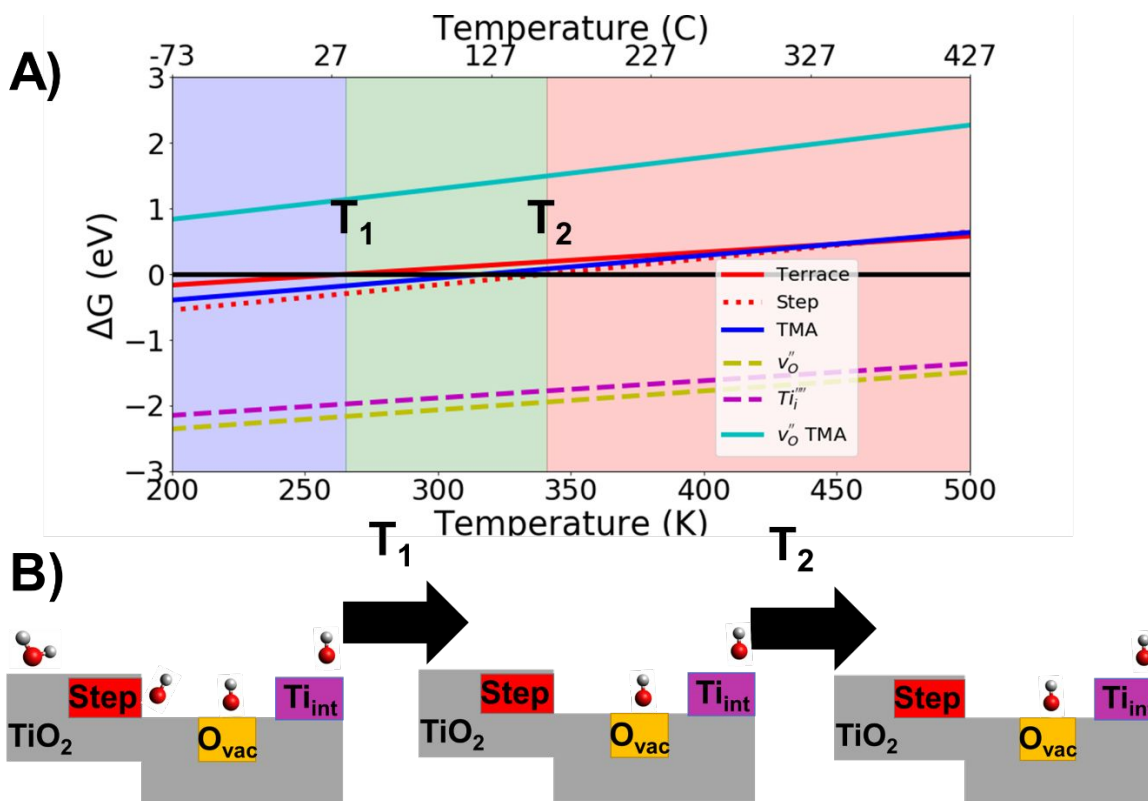 A)
Temperature (C)
-73 27 127 227 327 427
3
2
1
0
−1
−2
−3
ΔG (eV)
T1
T2
Terrace
Step
TMA
v''O
Ti''''i
v''O TMA
200 250 300 350 400 450 500
Temperature (K)
B)
T1
T2
Step
TiO2
Ovac
Tiint
Step
TiO2
Ovac
Tiint
Step
TiO2
Ovac
Tiin